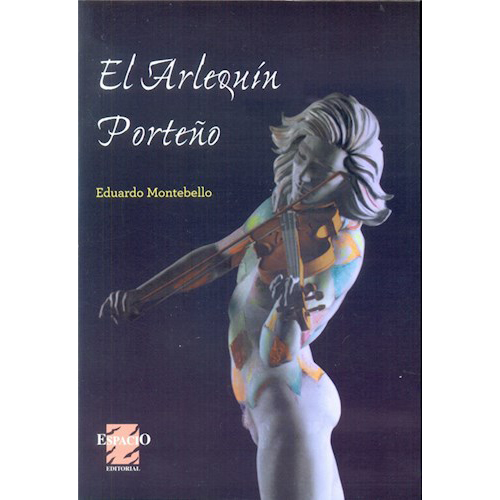 El Arlequín
Porteño
Eduardo Montebello
ESPACIO
EDITORIAL